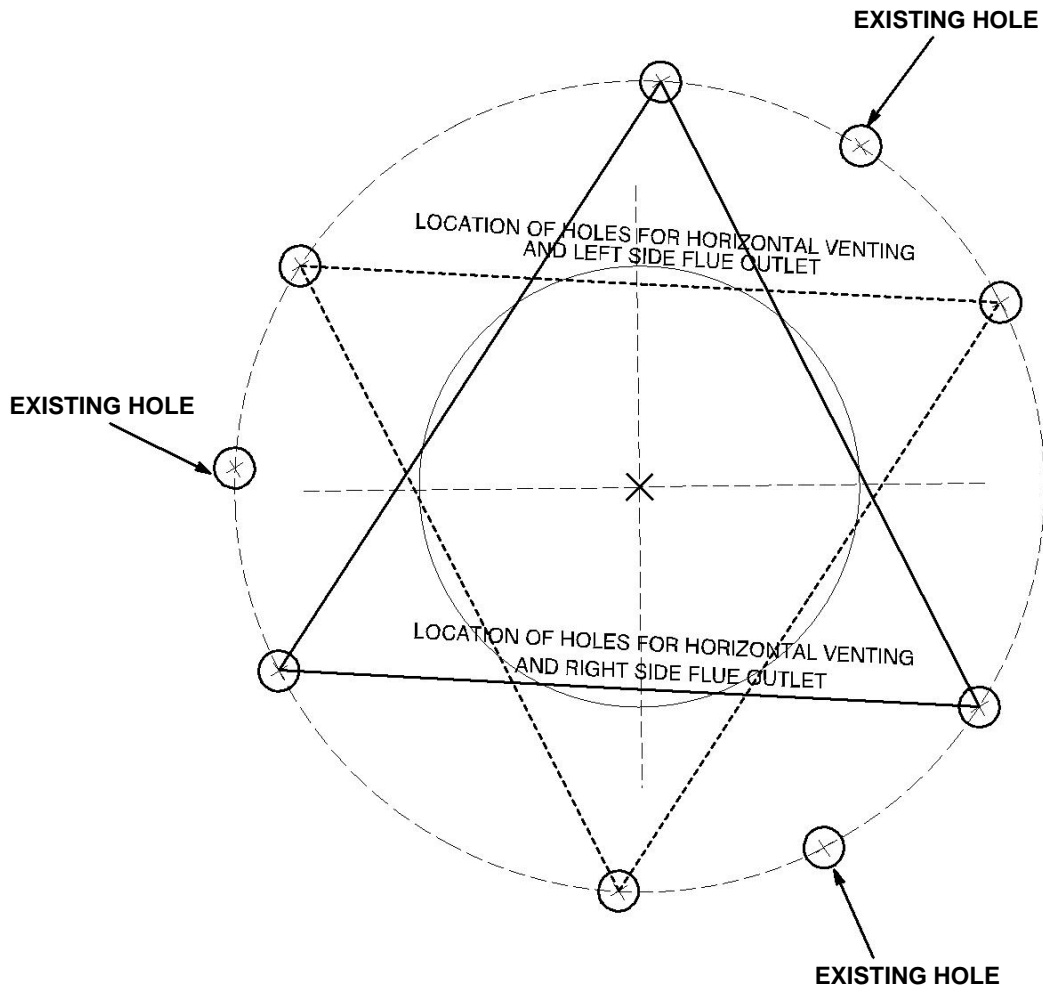 EXISTING HOLE
LOCATION OF HOLES FOR HORIZONTAL VENTING
AND LEFT SIDE FLUE OUTLET
EXISTING HOLE
LOCATION OF HOLES FOR HORIZONTAL VENTING
AND RIGHT SIDE FLUE OUTLET
EXISTING HOLE